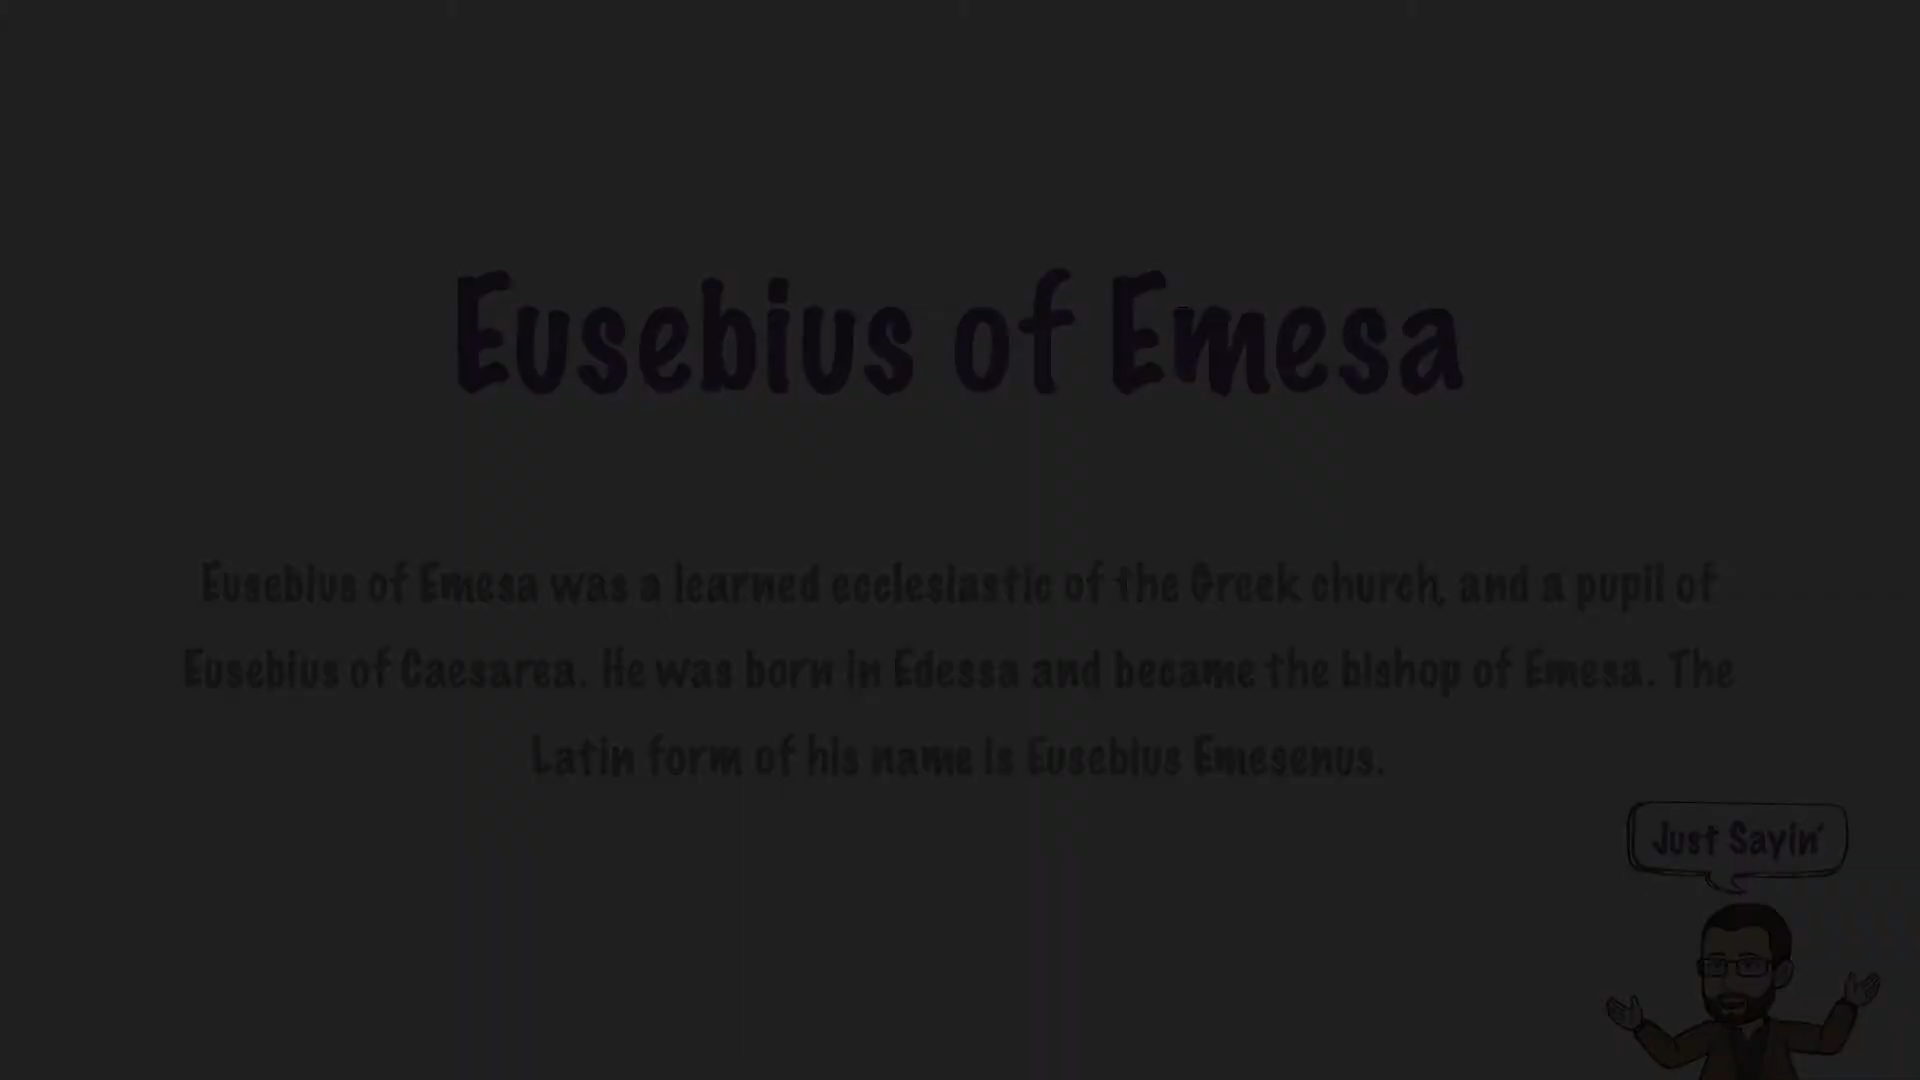 Eusebius of Emesa
Eusebius of Emesa was a learned ecclesiastic of the Greek church, and a pupil of
Eusebius of Caesarea. He was born in Edessa and became the bishop of Emesa. The
Latin form of his name is Eusebius Emesenus.
Just Sayin'